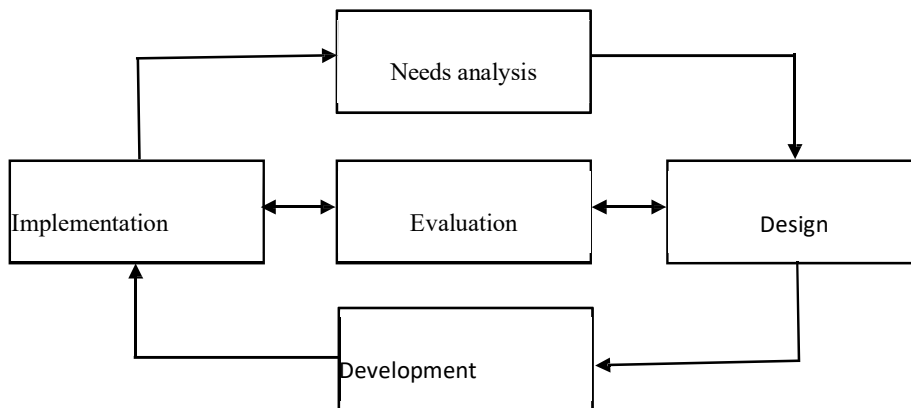 Needs analysis
Implementation
Evaluation
Design
Development